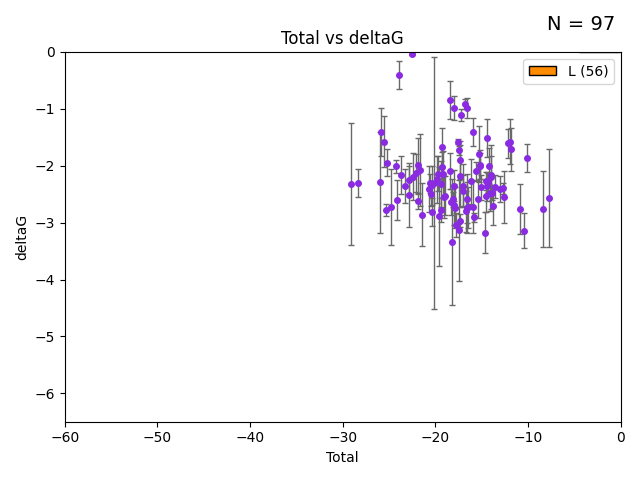 N = 97
Total vs deltaG
L (56)
0
−1
−2
−3
−4
−5
−6
deltaG
−60 −50 −40 −30 −20 −10 0
Total